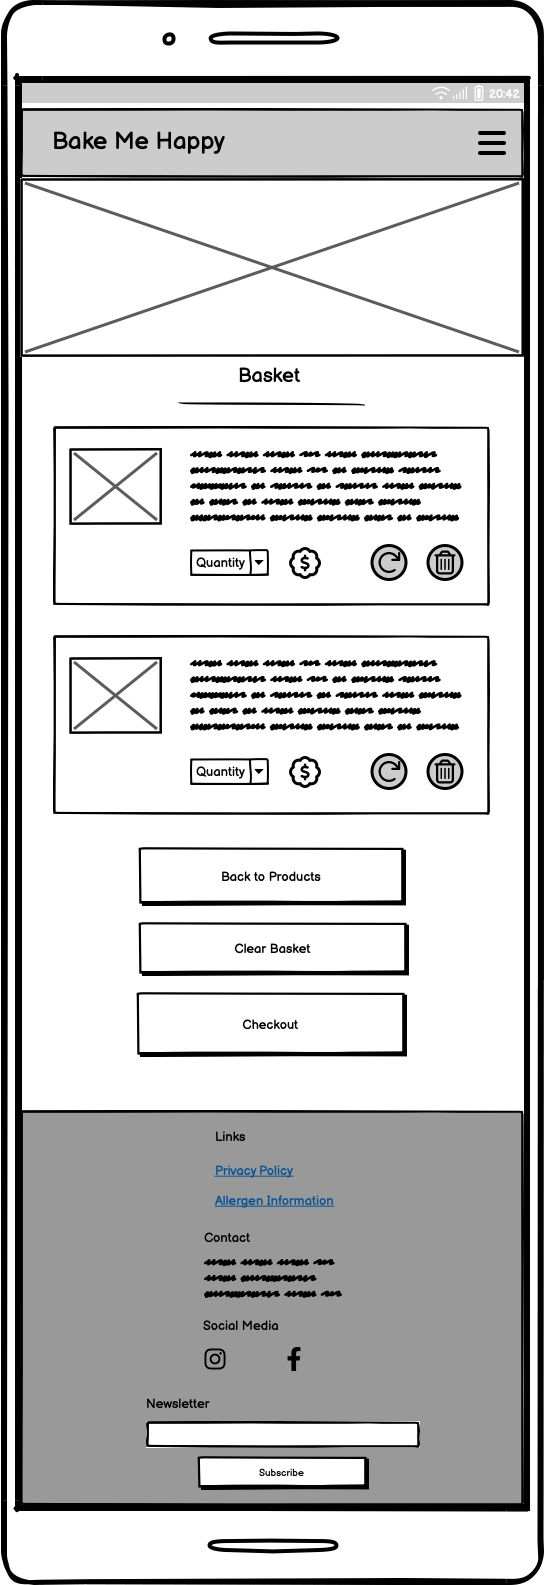 20:42
Bake Me Happy
Basket
Quantity
Quantity
Back to Products
Clear Basket
Checkout
Links
Privacy Policy
Allergen Information
Contact
Social Media
Newsletter
Subscribe